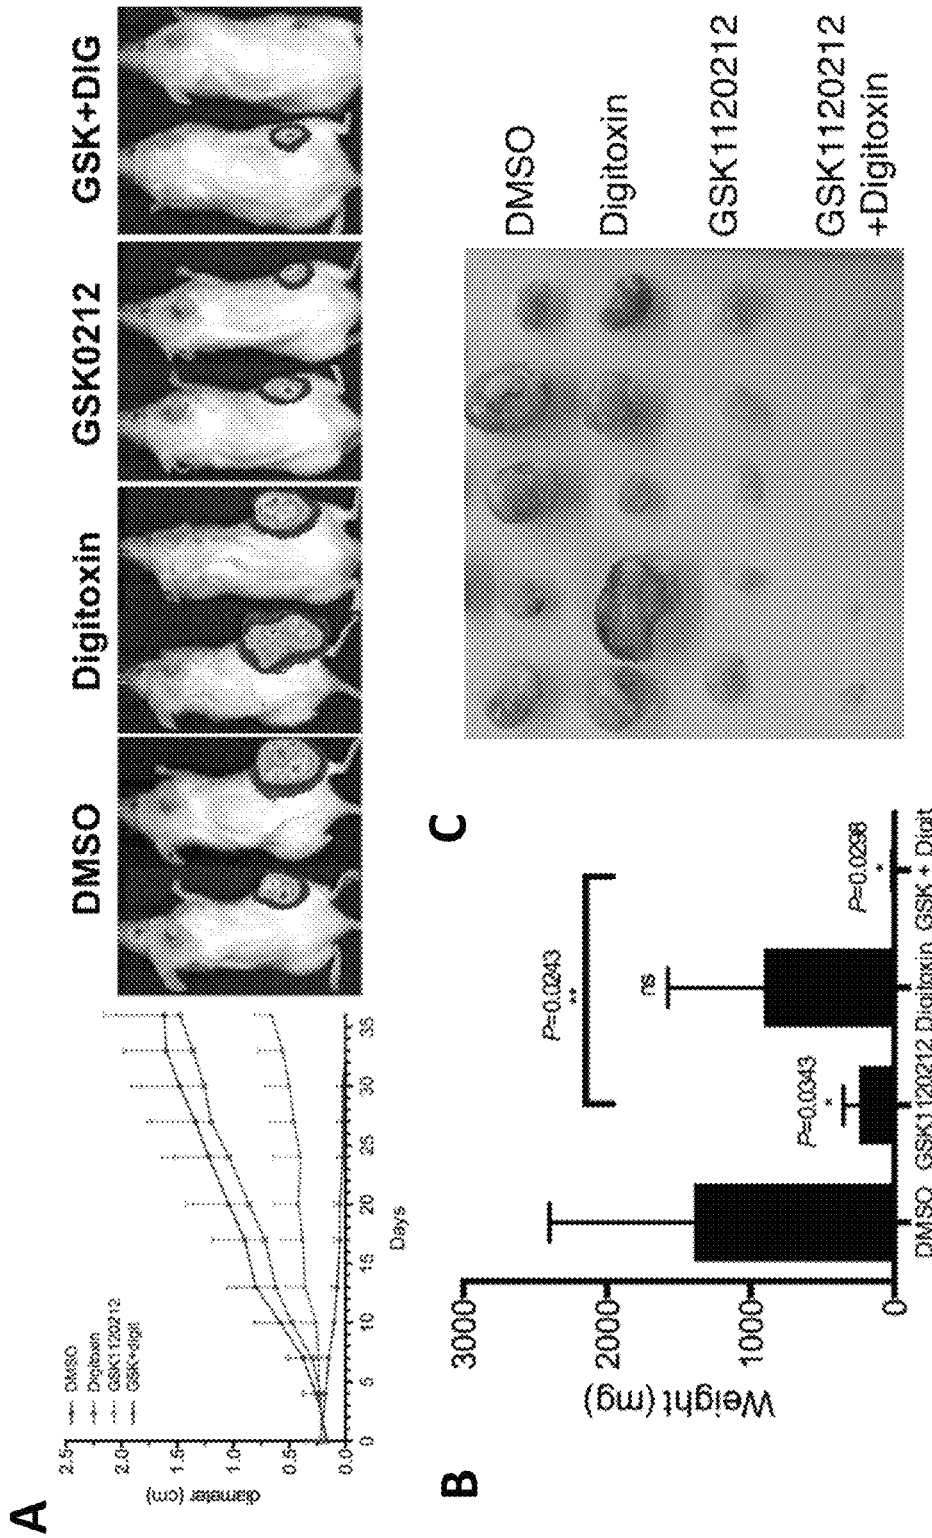 A
diameter (cm)
2.5
2.0
1.5
1.0
0.5
0.0
DMSO
Digitoxin
GSK1120212
GSK+digit
0
5
10
15
20
25
30
35
Days
DMSO
Digitoxin
GSK0212
GSK+DIG
B
Weight (mg)
3000
2000
1000
0
P=0.0243
**
P=0.0343
*
ns
P=0.0298
*
DMSO GSK1120212 Digitoxin GSK + Digit
C
DMSO
Digitoxin
GSK1120212
GSK1120212
+Digitoxin